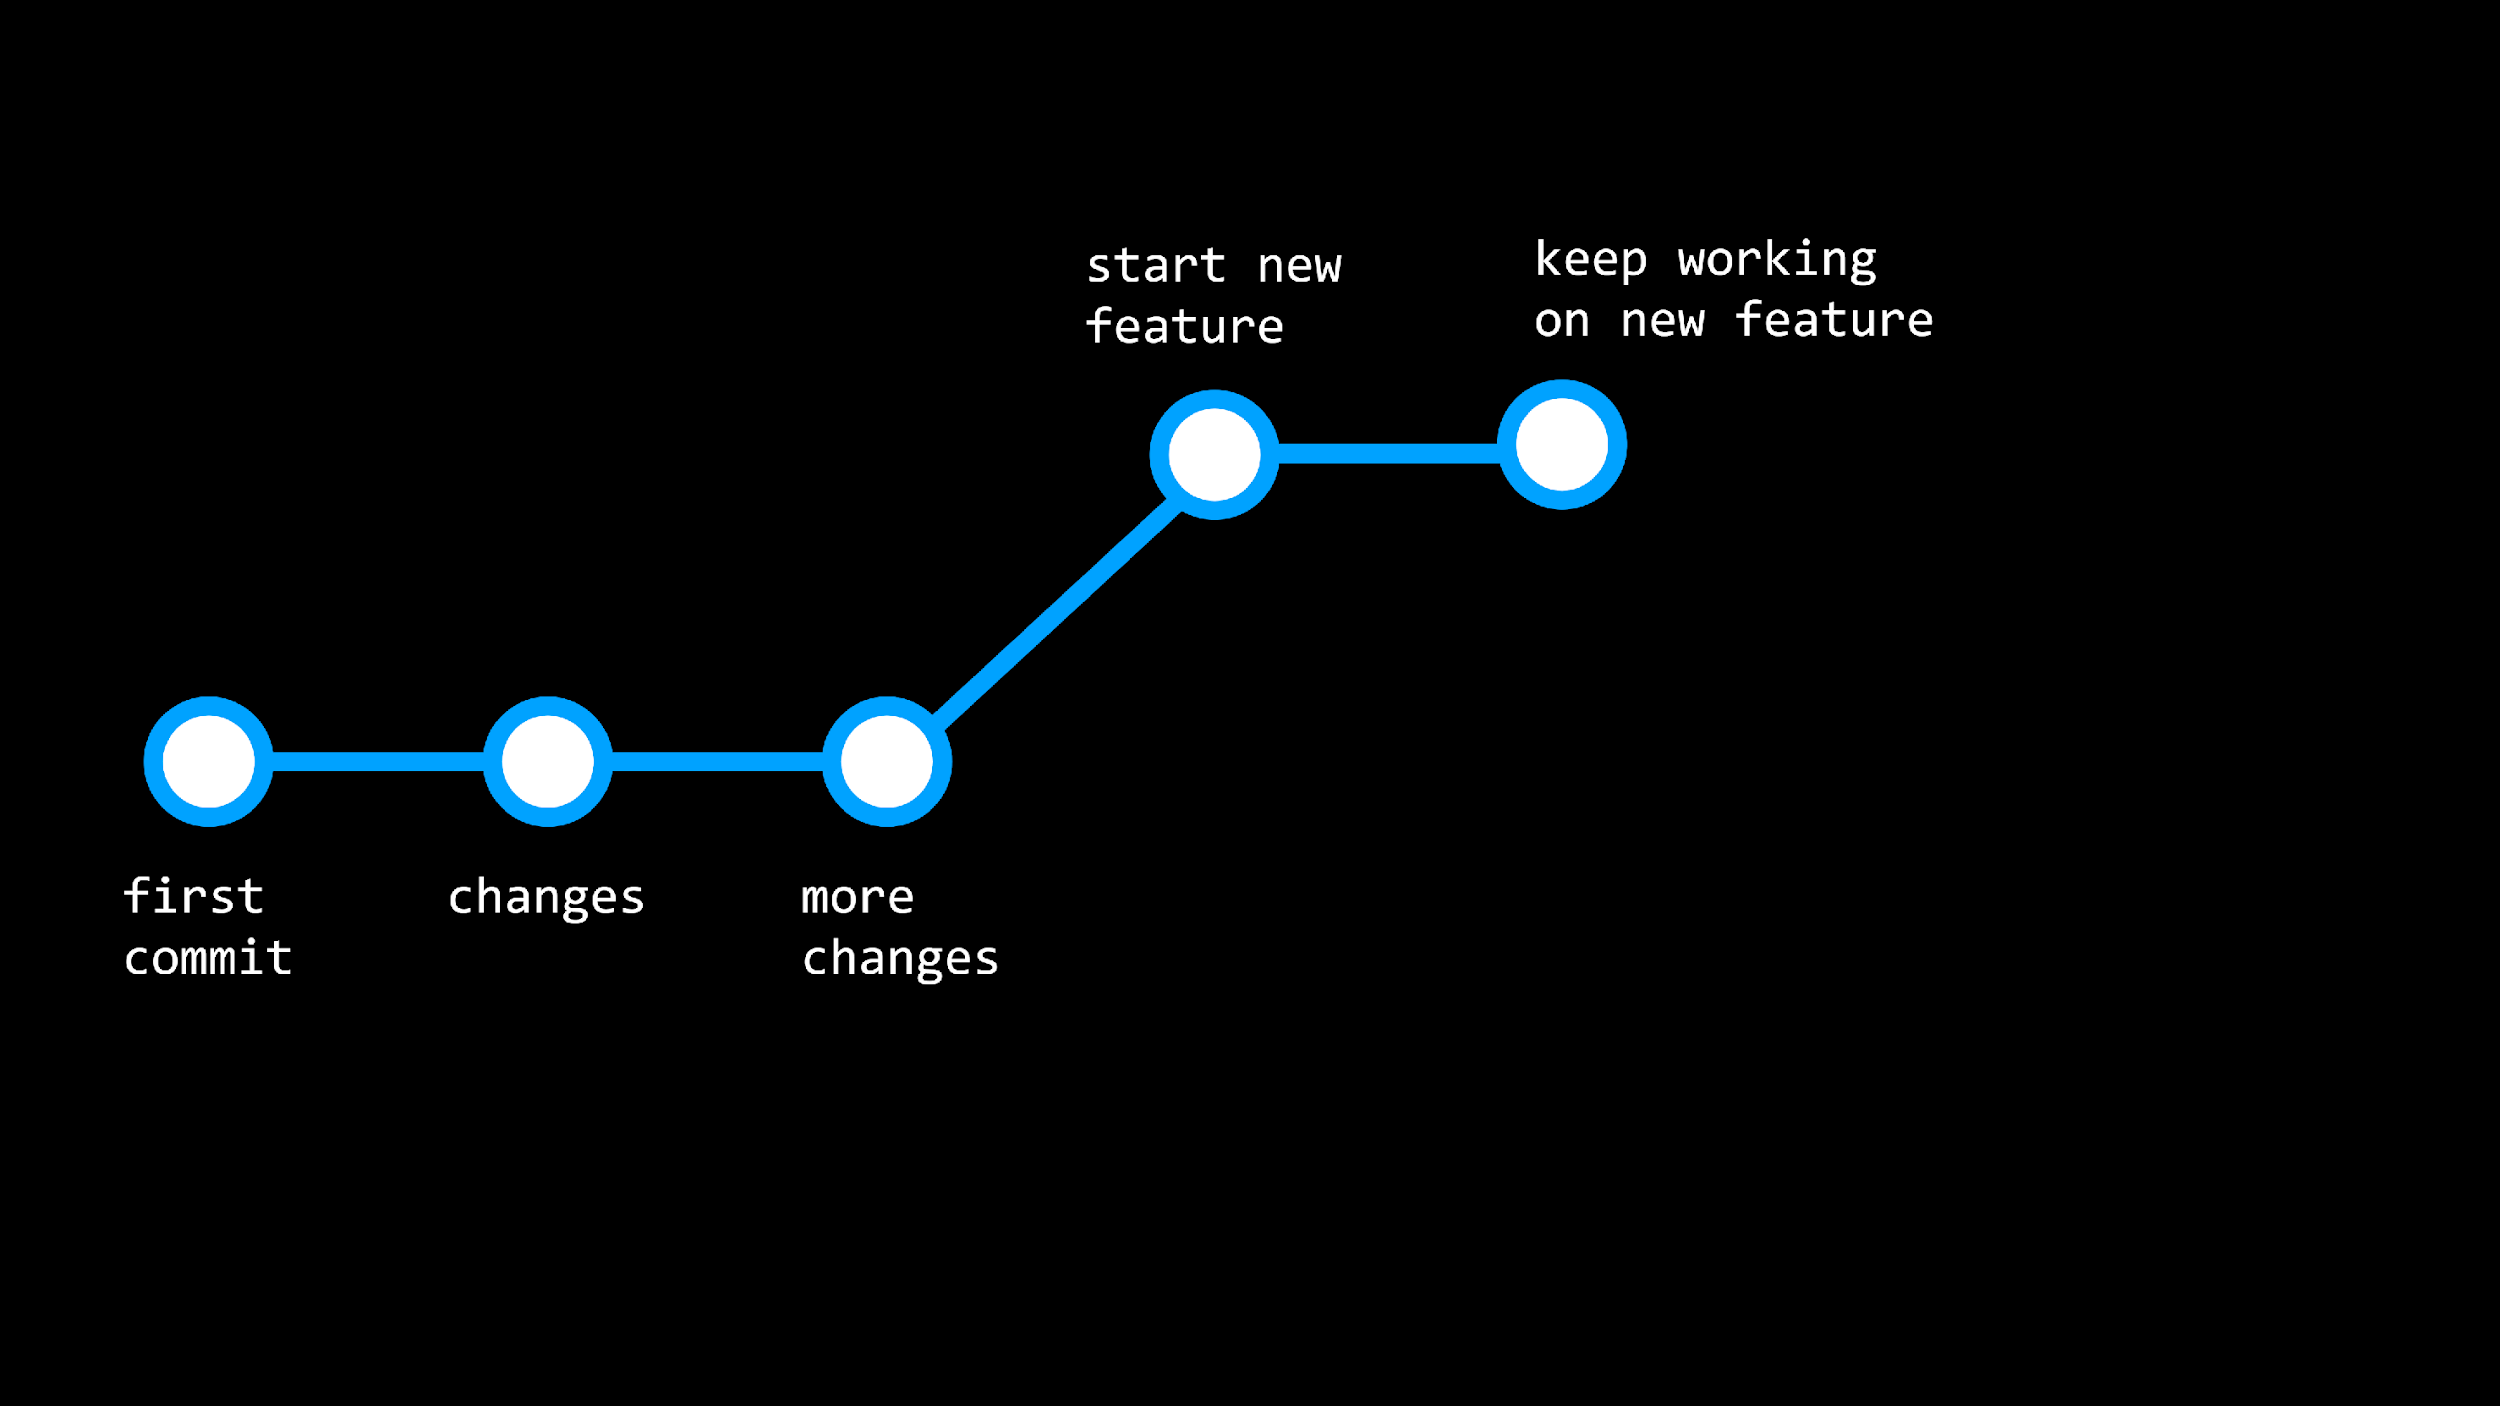 start new
feature
keep working
on new feature
first
commit
changes
more
changes